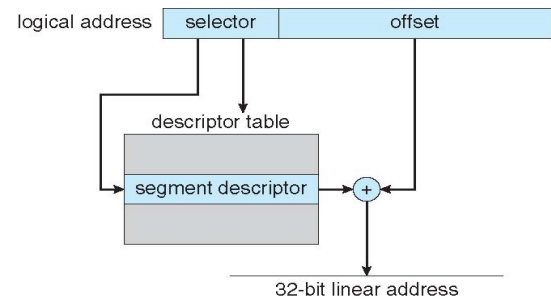 logical address selector offset
descriptor table
segment descriptor +
32-bit linear address